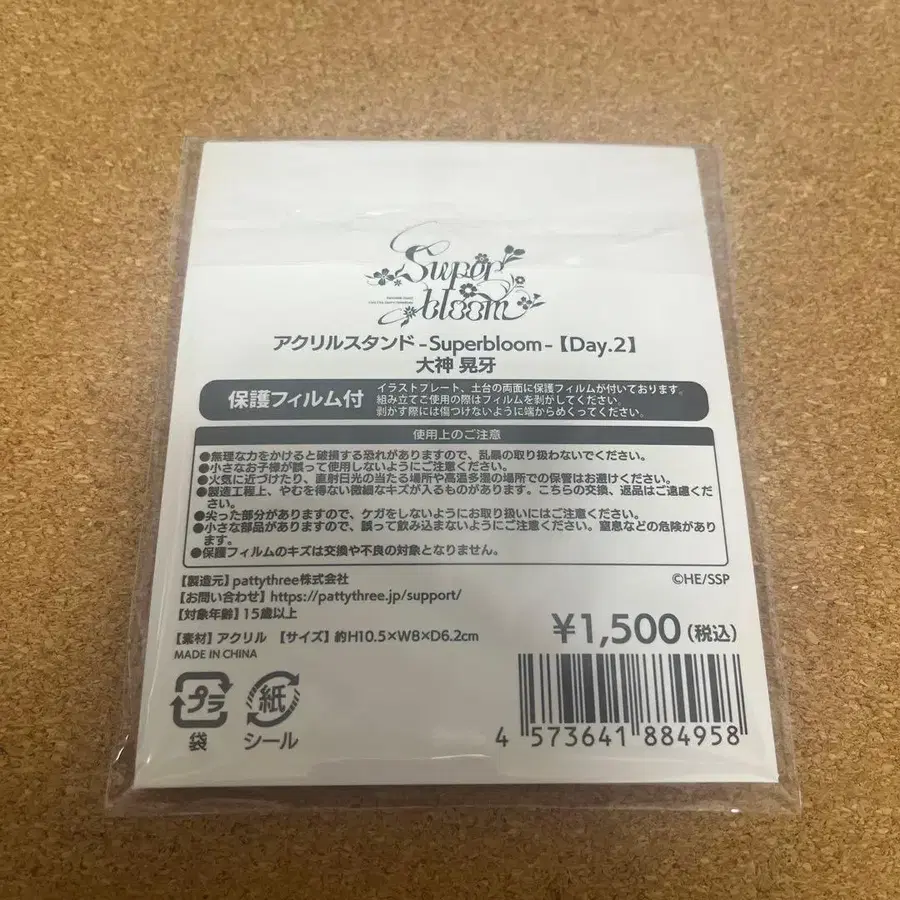 Super
bloom
アクリルスタンド -Superbloom-【Day.2】
大神 晃牙
保護フィルム付
イラストプレート、土台の両面に保護フィルムが付いております。
組み立てご使用の際はフィルムを剥がしてください。
剥がす際には傷つけないように端からめくってください。
使用上のご注意
●無理な力をかけると破損する恐れがありますので、乱暴の取り扱わないでください。
●小さなお子様が誤って使用しないようにご注意ください。
●火気に近づけたり、直射日光の当たる場所や高温多湿の場所での保管はお避けください。
●製造工程上、やむを得ない微細なキズが入るものがあります。こちらの交換、返品はご遠慮くだ
さい。
●尖った部分がありますので、ケガをしないようにお取り扱いにはご注意ください。
●小さな部品がありますので、誤って飲み込まないようにご注意ください。窒息などの危険があり
ます。
●保護フィルムのキズは交換や不良の対象となりません。
【製造元】pattythree株式会社
©HE/SSP
【お問い合わせ】https://pattythree.jp/support/
【対象年齢】15歳以上
【素材】アクリル 【サイズ】約H10.5×W8×D6.2cm
MADE IN CHINA
¥1,500(税込)
プラ
袋
紙
シール
4 573641 884958